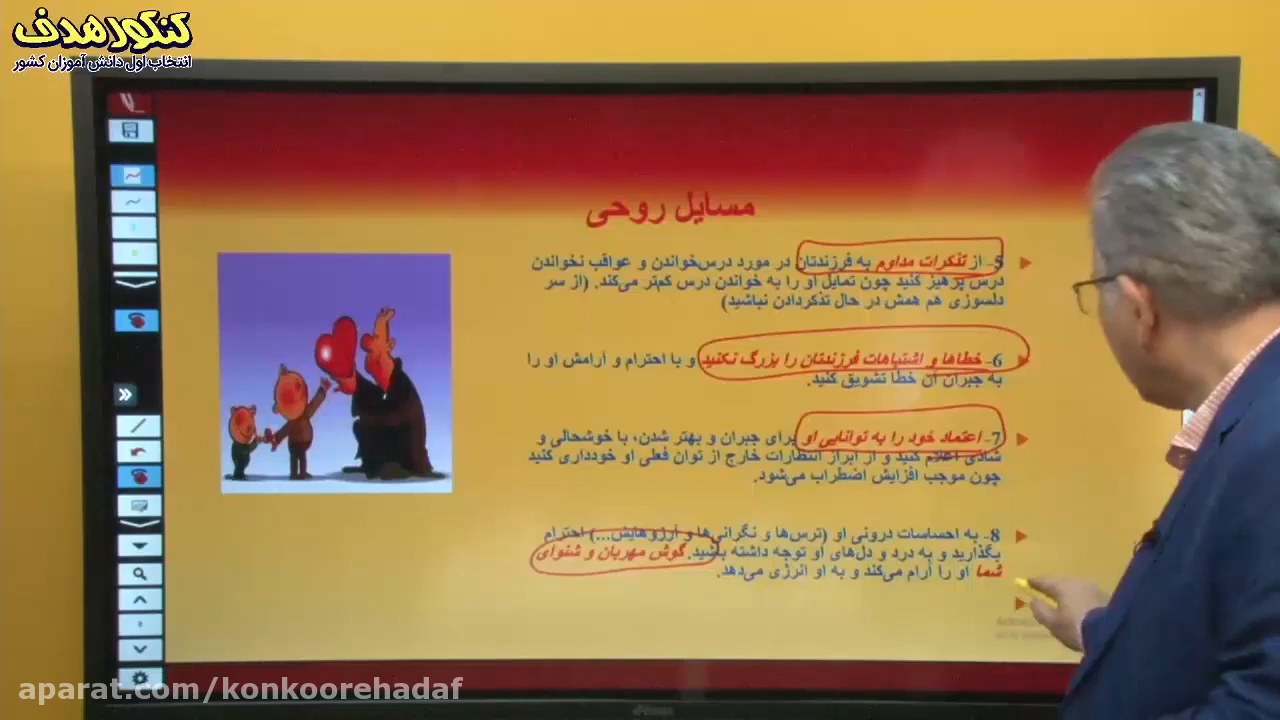 کنکور هدف
انتخاب اول دانش آموزان کشور
مسایل روحی
5- از تذکرات مداوم به فرزندتان در مورد درس‌خواندن و عواقب نخواندن
درس پرهیز کنید چون تمایل او را به خواندن درس کم‌تر می‌کند. (از سر
دلسوزی هم همش در حال تذکردادن نباشید)
6- خطاها و اشتباهات فرزندتان را بزرگ نکنید و با احترام و آرامش او را
به جبران آن خطا تشویق کنید.
7- اعتماد خود را به توانایی او برای جبران و بهتر شدن، با خوشحالی و
شادی اعلام کنید و از ابراز انتظارات خارج از توان فعلی او خودداری کنید
چون موجب افزایش اضطراب می‌شود.
8- به احساسات درونی او (ترس‌ها و نگرانی‌ها و آرزوهایش...) احترام
بگذارید و به درد و دل‌های او توجه داشته باشید. گوش مهربان و شنوای
شما او را آرام می‌کند و به او انرژی می‌دهد.
aparat.com/konkoorehadaf